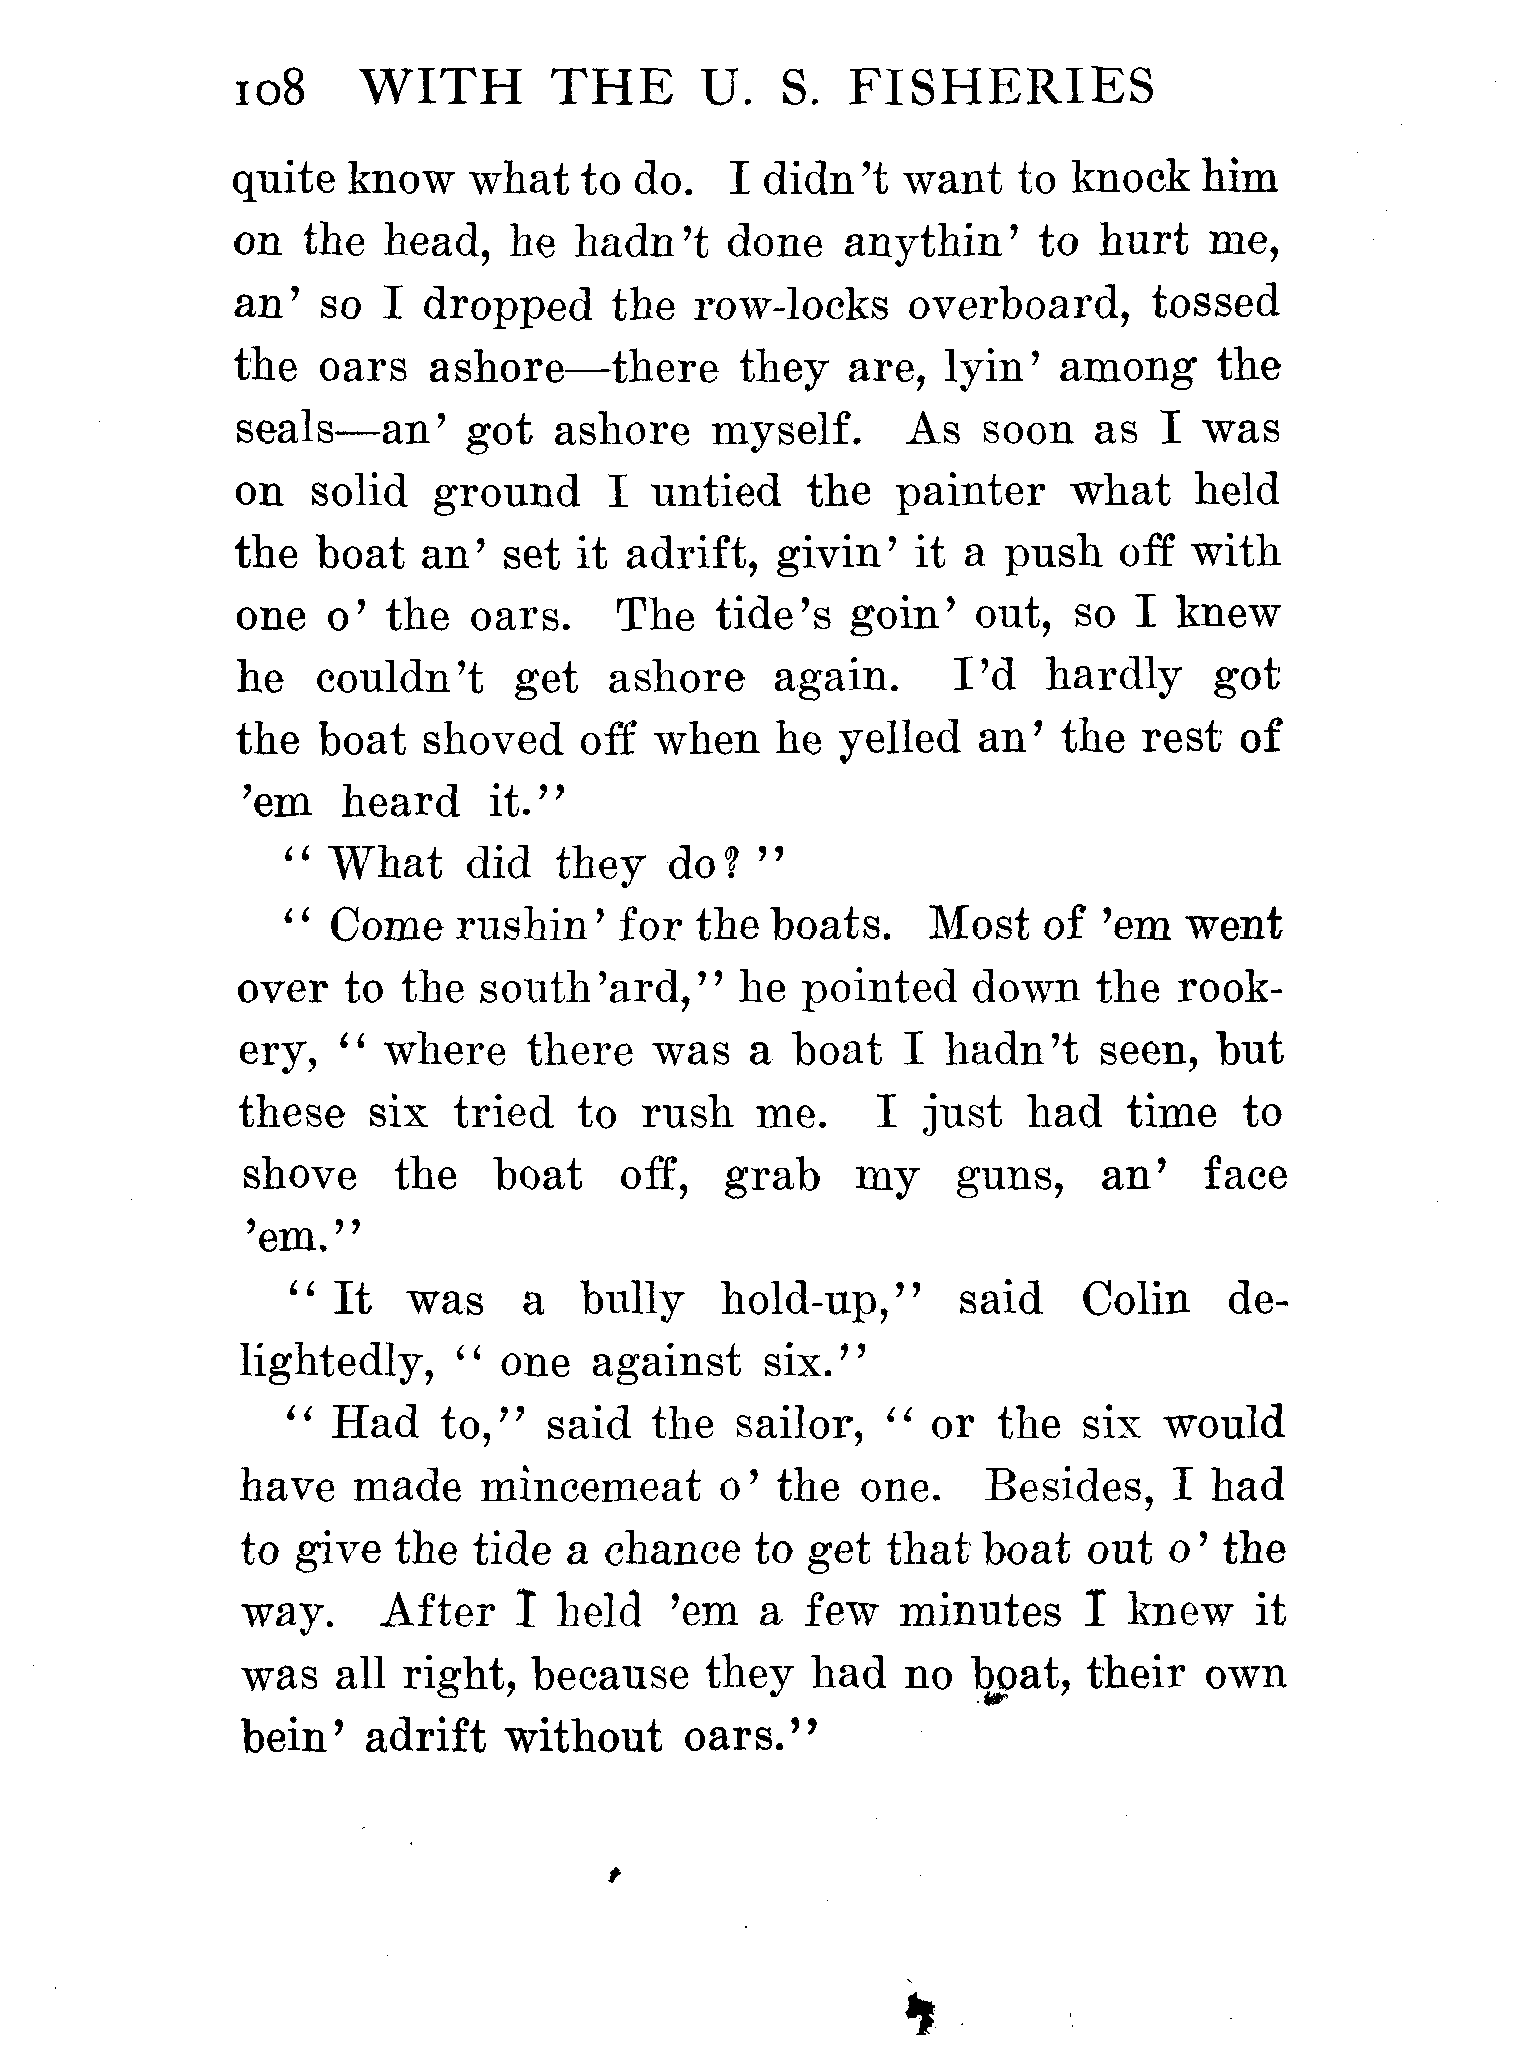 108 WITH THE U. S. FISHERIES
quite know what to do. I didn't want to knock him
on the head, he hadn't done anythin' to hurt me,
an' so I dropped the row-locks overboard, tossed
the oars ashore—there they are, lyin' among the
seals—an' got ashore myself. As soon as I was
on solid ground I untied the painter what held
the boat an' set it adrift, givin' it a push off with
one o' the oars. The tide's goin' out, so I knew
he couldn't get ashore again. I'd hardly got
the boat shoved off when he yelled an' the rest of
'em heard it."
" What did they do? "
" Come rushin' for the boats. Most of 'em went
over to the south'ard," he pointed down the rook-
ery, " where there was a boat I hadn't seen, but
these six tried to rush me. I just had time to
shove the boat off, grab my guns, an' face
'em."
" It was a bully hold-up," said Colin de-
lightedly, " one against six."
" Had to," said the sailor, " or the six would
have made mincemeat o' the one. Besides, I had
to give the tide a chance to get that boat out o' the
way. After I held 'em a few minutes I knew it
was all right, because they had no boat, their own
bein' adrift without oars."